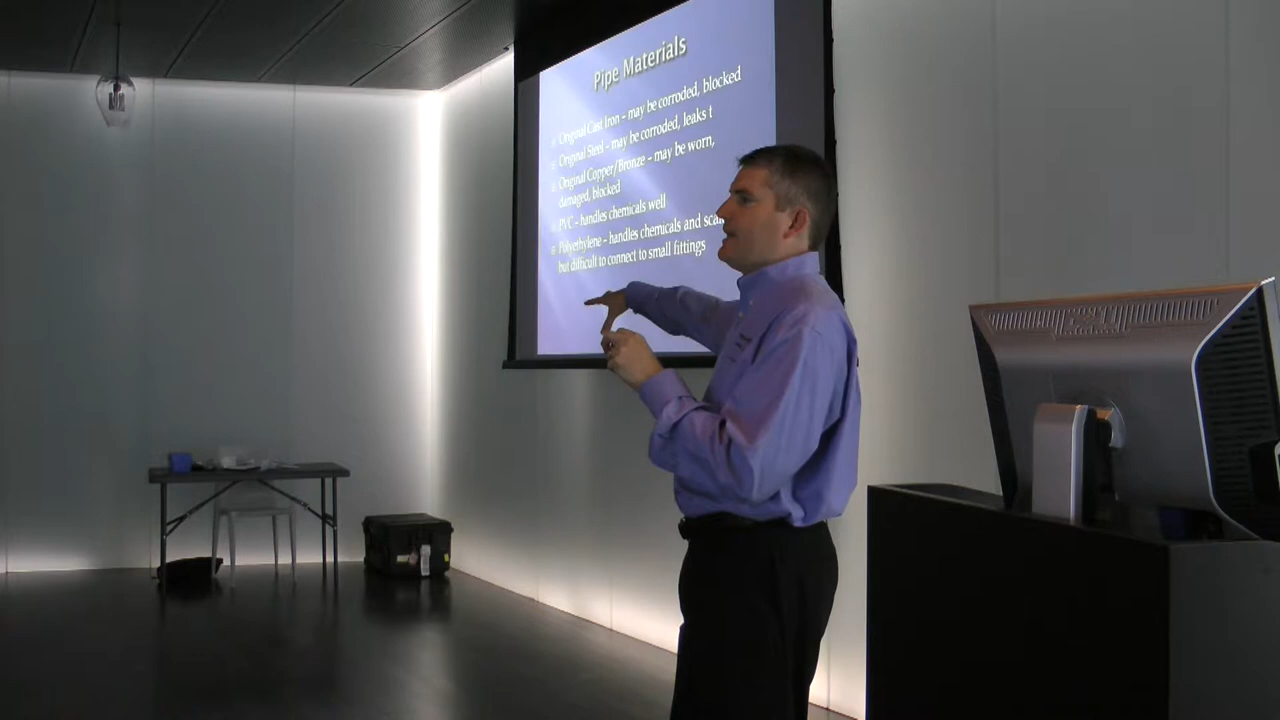 Pipe Materials
Original Cast Iron – may be corroded, blocked
Original Steel – may be corroded, leaks t
Original Copper/Bronze – may be worn,
damaged, blocked
PVC – handles chemicals well
Polyethylene – handles chemicals and
but difficult to connect to small fittings